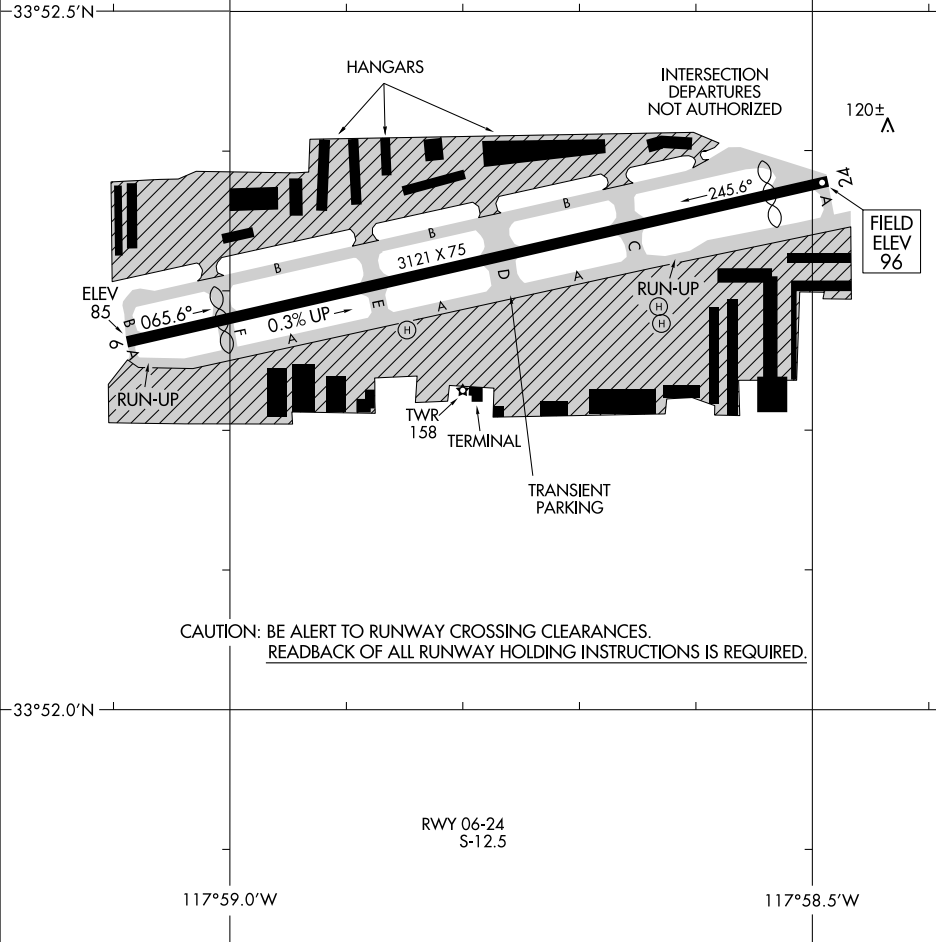 33°52.5'N
HANGARS
INTERSECTION
DEPARTURES
NOT AUTHORIZED
120±
24
A
FIELD
ELEV
96
245.6°
B
B
B
C
3121 X 75
D
A
RUN-UP
H
H
ELEV
85
B
065.6°
F
0.3% UP
E
A
A
H
6
A
RUN-UP
TWR
158
TERMINAL
TRANSIENT
PARKING
CAUTION: BE ALERT TO RUNWAY CROSSING CLEARANCES.
READBACK OF ALL RUNWAY HOLDING INSTRUCTIONS IS REQUIRED.
33°52.0'N
RWY 06-24
S-12.5
117°59.0'W
117°58.5'W